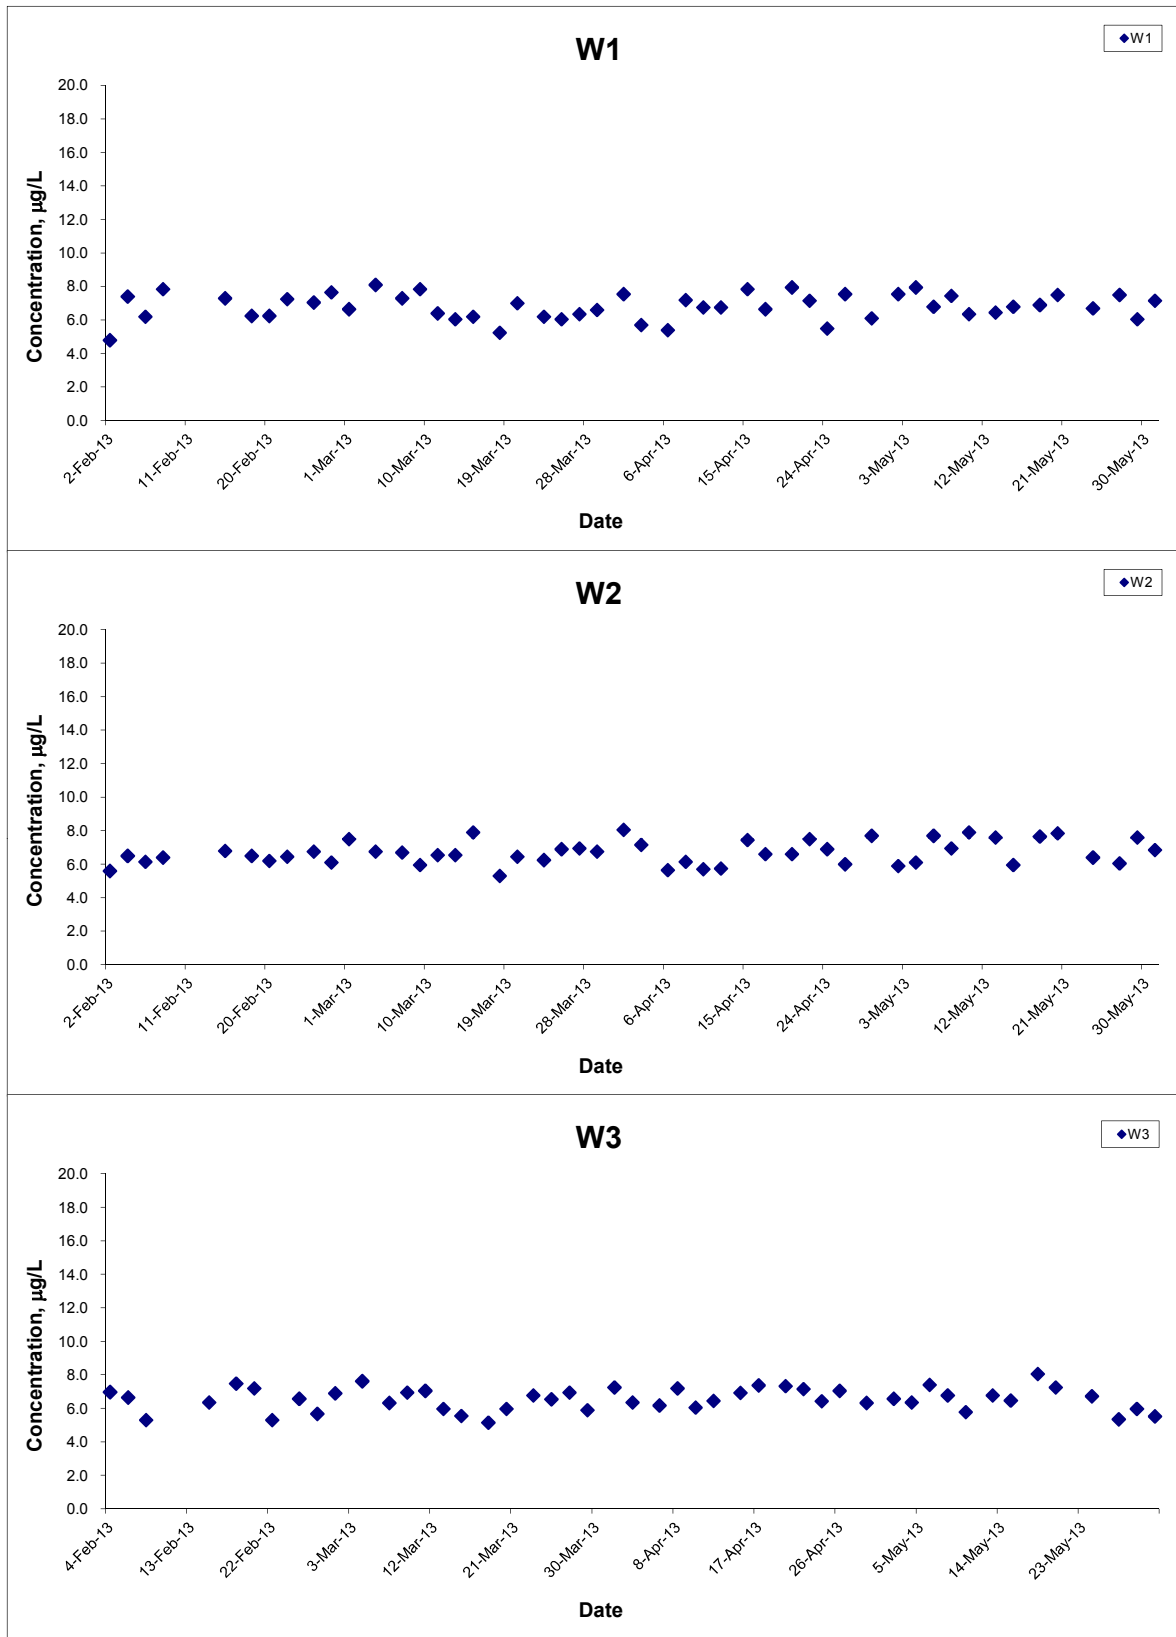 W1
W1
20.0
18.0
16.0
14.0
12.0
10.0
8.0
6.0
4.0
2.0
0.0
Concentration, µg/L
2-Feb-13
11-Feb-13
20-Feb-13
1-Mar-13
10-Mar-13
19-Mar-13
28-Mar-13
6-Apr-13
15-Apr-13
24-Apr-13
3-May-13
12-May-13
21-May-13
30-May-13
Date
W2
W2
20.0
18.0
16.0
14.0
12.0
10.0
8.0
6.0
4.0
2.0
0.0
Concentration, µg/L
2-Feb-13
11-Feb-13
20-Feb-13
1-Mar-13
10-Mar-13
19-Mar-13
28-Mar-13
6-Apr-13
15-Apr-13
24-Apr-13
3-May-13
12-May-13
21-May-13
30-May-13
Date
W3
W3
20.0
18.0
16.0
14.0
12.0
10.0
8.0
6.0
4.0
2.0
0.0
Concentration, µg/L
4-Feb-13
13-Feb-13
22-Feb-13
3-Mar-13
12-Mar-13
21-Mar-13
30-Mar-13
8-Apr-13
17-Apr-13
26-Apr-13
5-May-13
14-May-13
23-May-13
Date